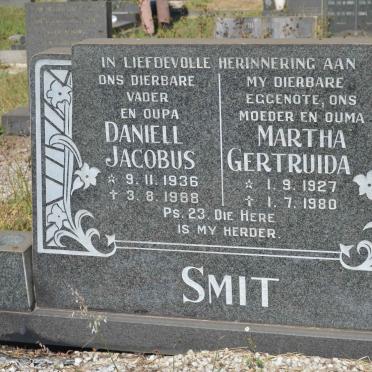 IN LIEFDEVOLLE HERINNERING AAN
ONS DIERBARE
VADER
EN OUPA
DANIELL
JACOBUS
* 9.11.1936
† 3.8.1988
MY DIERBARE
EGGENOTE, ONS
MOEDER EN OUMA
MARTHA
GERTRUIDA
* 1.9.1927
† 1.7.1980
PS. 23. DIE HERE
IS MY HERDER.
SMIT